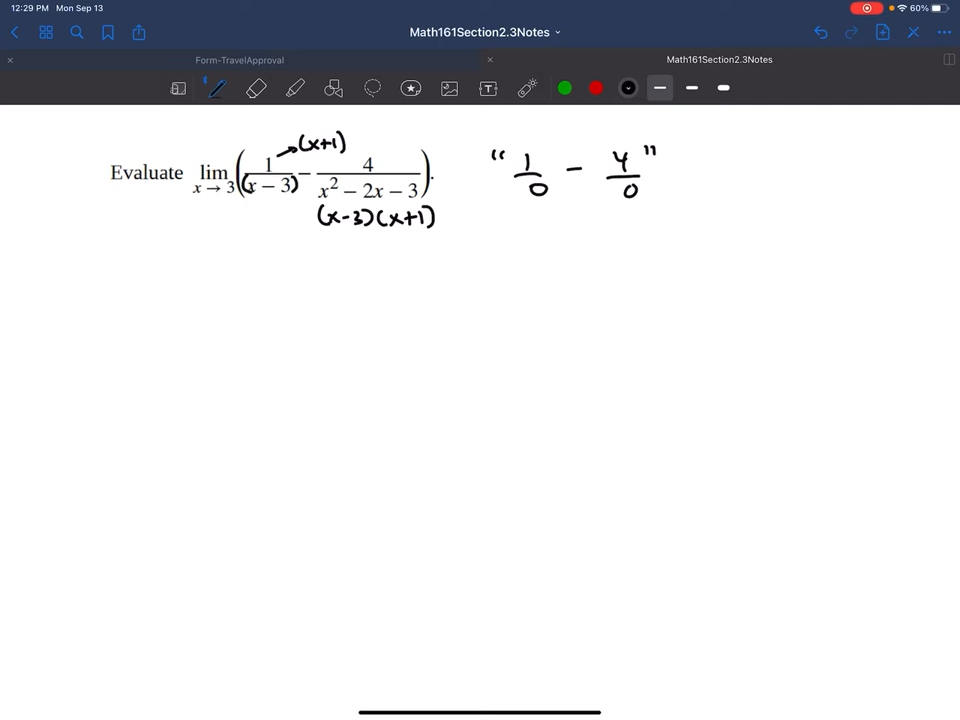 12:29 PM Mon Sep 13
60%
Math161Section2.3Notes
Form-TravelApproval
Math161Section2.3Notes
T
Evaluate lim x → 3 ( 1/(x − 3) − 4/(x² − 2x − 3) ).
(x+1)
(x-3)(x+1)
" 1/0 - 4/0 "